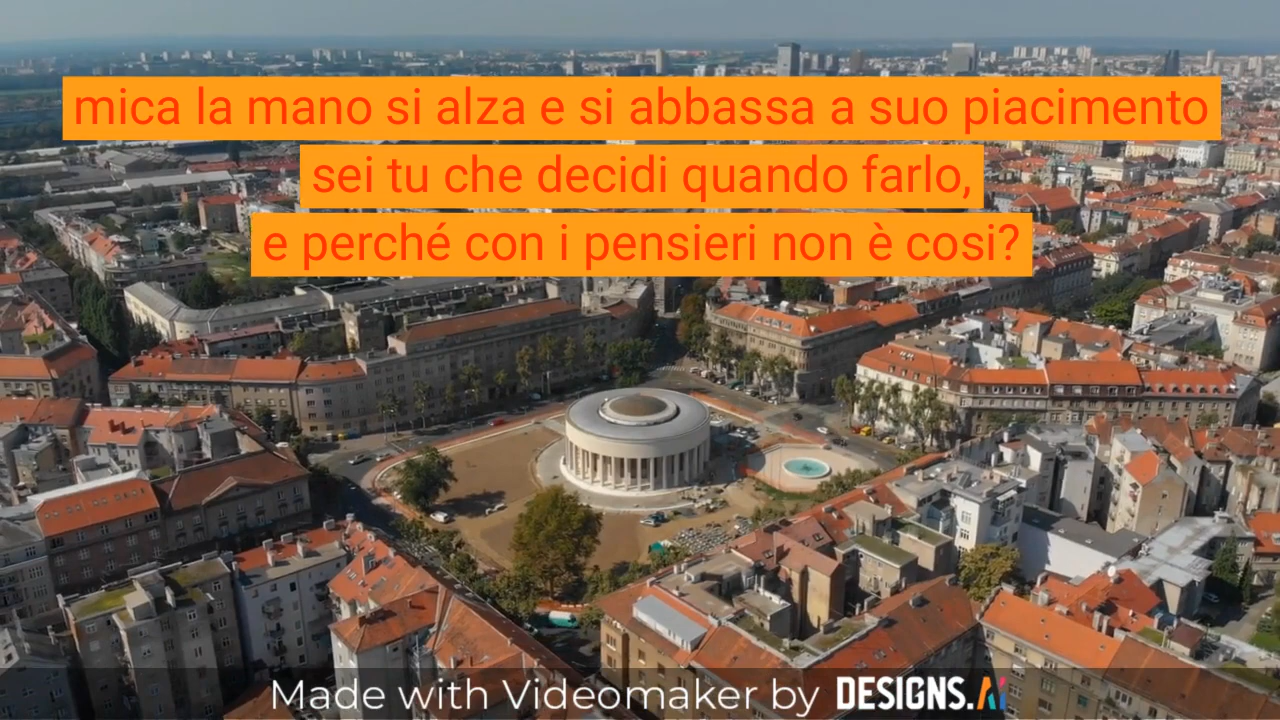 mica la mano si alza e si abbassa a suo piacimento
sei tu che decidi quando farlo,
e perché con i pensieri non è cosi?
Made with Videomaker by DESIGNS.AI